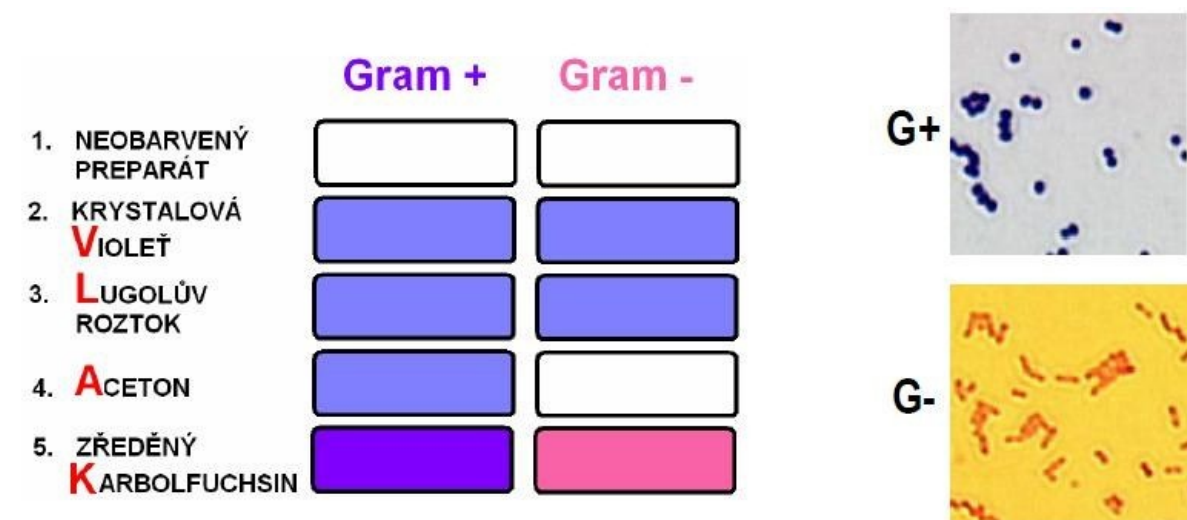 Gram + Gram -
1. NEOBARVENÝ
PREPARÁT
2. KRYSTALOVÁ
VIOLEŤ
3. LUGOLŮV
ROZTOK
4. ACETON
5. ZŘEDĚNÝ
KARBOLFUCHSIN
G+
G-